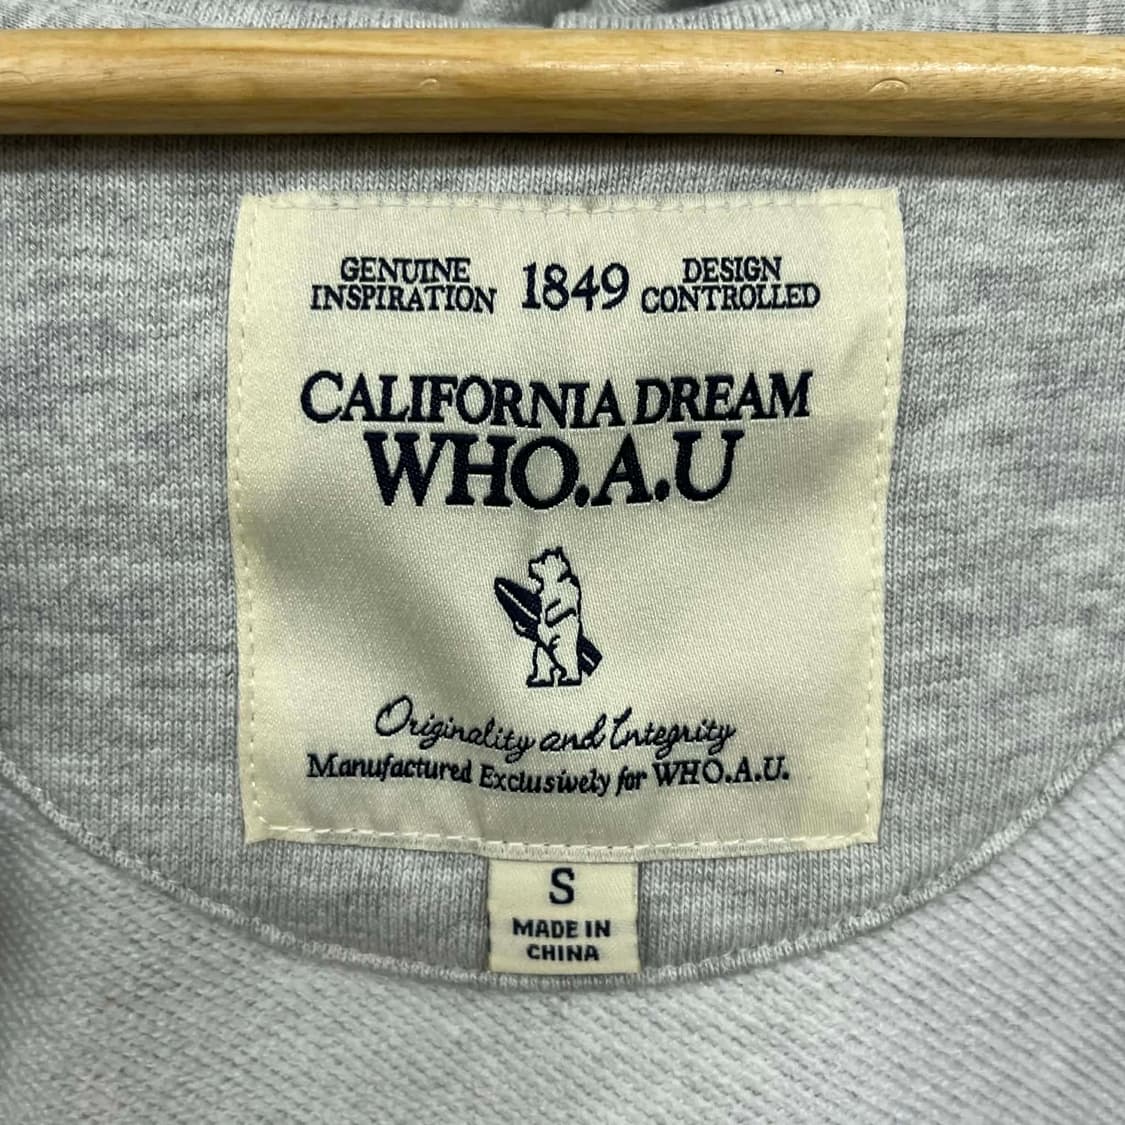 GENUINE
INSPIRATION
1849
DESIGN
CONTROLLED
CALIFORNIA DREAM
WHO.A.U
Originality and Integrity
Manufactured Exclusively for WHO.A.U.
S
MADE IN
CHINA